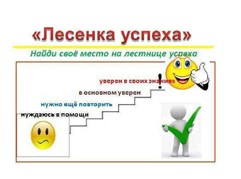 «Лесенка успеха»
Найди своё место на лестнице успеха
уверен в своих знаниях
в основном уверен
нужно ещё повторить
нуждаюсь в помощи